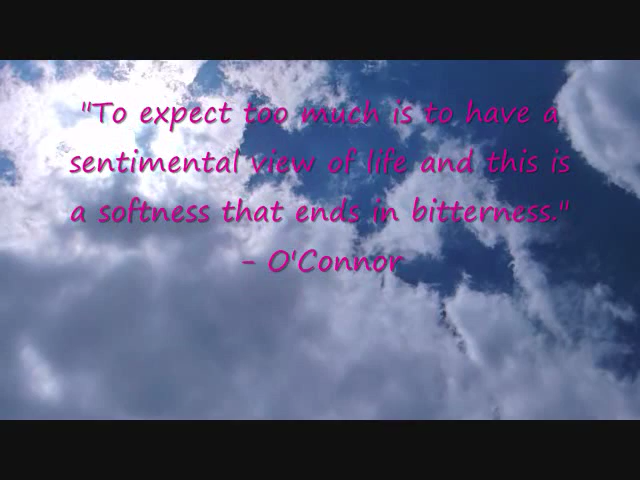 "To expect too much is to have a
sentimental view of life and this is
a softness that ends in bitterness."
- O'Connor